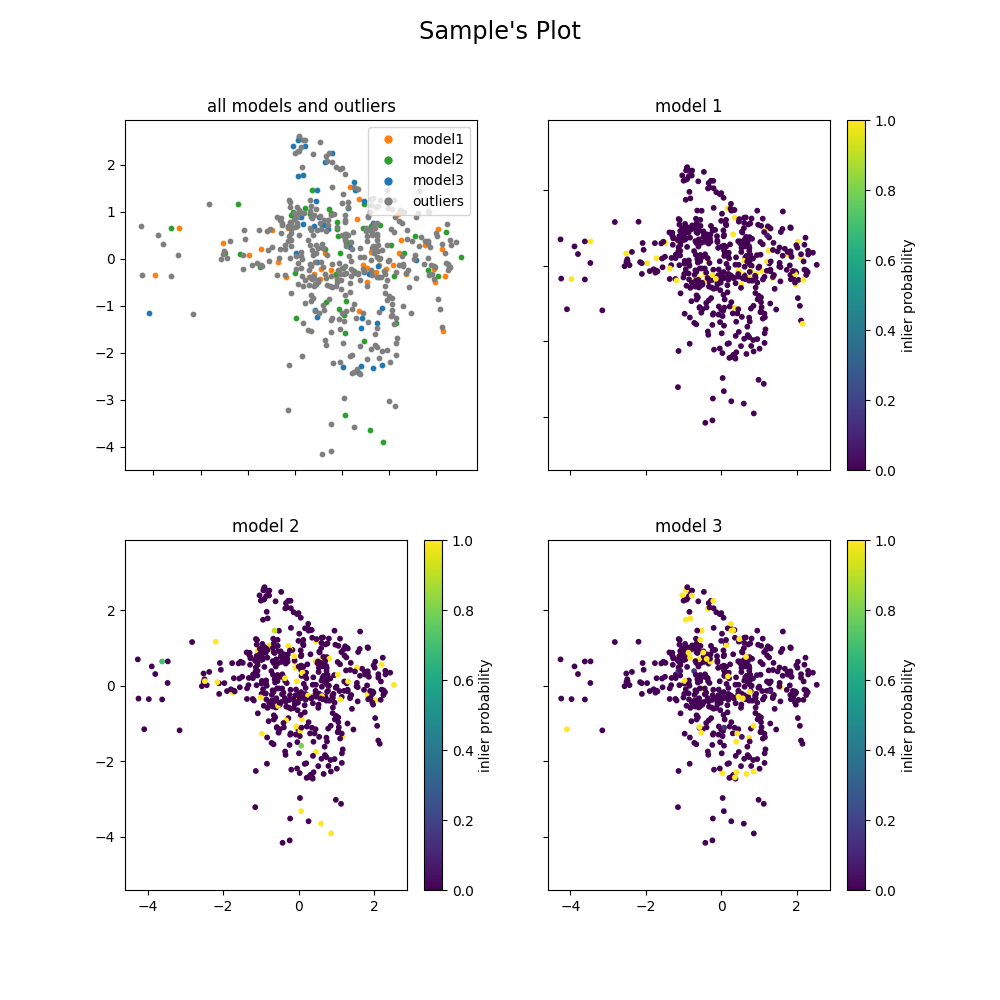 Sample's Plot
all models and outliers
model1
model2
model3
outliers
2
1
0
−1
−2
−3
−4
model 1
1.0
0.8
0.6
0.4
0.2
0.0
inlier probability
model 2
2
0
−2
−4
−4 −2 0 2
1.0
0.8
0.6
0.4
0.2
0.0
inlier probability
model 3
−4 −2 0 2
1.0
0.8
0.6
0.4
0.2
0.0
inlier probability